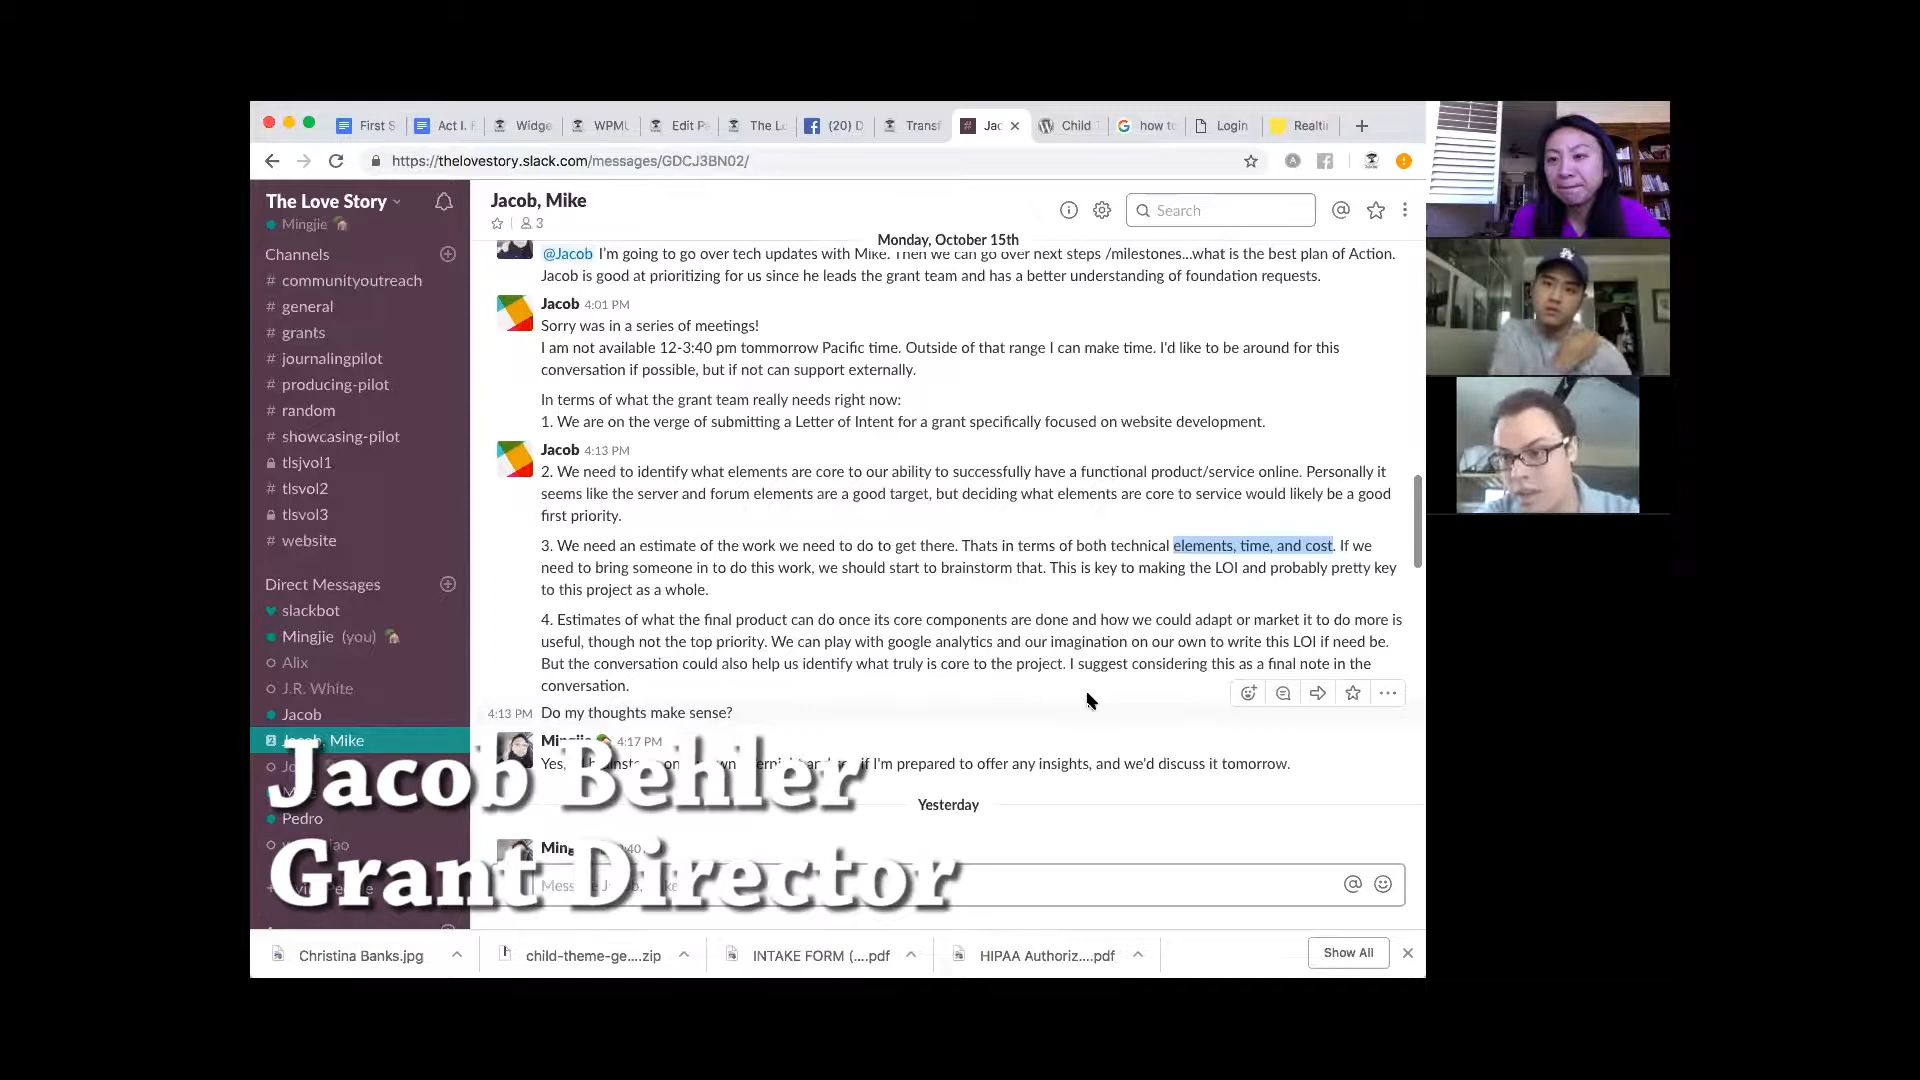 First S
Act I. F
Widge
WPMU
Edit P
The Lo
(20) D
Transf
Jac
Child
how to
Login
Realti
https://thelovestory.slack.com/messages/GDCJ3BN02/
The Love Story
Mingjie
Jacob, Mike
3
Search
Channels
# communityoutreach
# general
# grants
# journalingpilot
# producing-pilot
# random
# showcasing-pilot
tlsjvol1
# tlsvol2
tlsvol3
# website
Direct Messages
slackbot
Mingjie (you)
Alix
J.R. White
Jacob
2 Jacob, Mike
Pedro
Monday, October 15th
@Jacob I'm going to go over tech updates with Mike. Then we can go over next steps /milestones...what is the best plan of Action.
Jacob is good at prioritizing for us since he leads the grant team and has a better understanding of foundation requests.
Jacob 4:01 PM
Sorry was in a series of meetings!
I am not available 12-3:40 pm tommorrow Pacific time. Outside of that range I can make time. I'd like to be around for this
conversation if possible, but if not can support externally.
In terms of what the grant team really needs right now:
1. We are on the verge of submitting a Letter of Intent for a grant specifically focused on website development.
Jacob 4:13 PM
2. We need to identify what elements are core to our ability to successfully have a functional product/service online. Personally it
seems like the server and forum elements are a good target, but deciding what elements are core to service would likely be a good
first priority.
3. We need an estimate of the work we need to do to get there. Thats in terms of both technical elements, time, and cost. If we
need to bring someone in to do this work, we should start to brainstorm that. This is key to making the LOI and probably pretty key
to this project as a whole.
4. Estimates of what the final product can do once its core components are done and how we could adapt or market it to do more is
useful, though not the top priority. We can play with google analytics and our imagination on our own to write this LOI if need be.
But the conversation could also help us identify what truly is core to the project. I suggest considering this as a final note in the
conversation.
4:13 PM Do my thoughts make sense?
Mingjie 4:17 PM
Yes, if I'm prepared to offer any insights, and we'd discuss it tomorrow.
Yesterday
Jacob Behler
Grant Director
Christina Banks.jpg
child-theme-ge....zip
INTAKE FORM (....pdf
HIPAA Authoriz....pdf
Show All